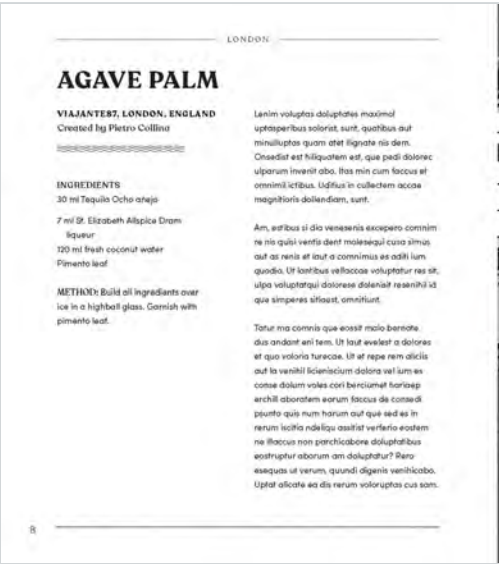 LONDON
AGAVE PALM
VIAJANTE87, LONDON, ENGLAND
Created by Pietro Collina
INGREDIENTS
30 ml Tequila Ocho añejo
7 ml St. Elizabeth Allspice Dram
liqueur
120 ml fresh coconut water
Pimento leaf
METHOD: Build all ingredients over
ice in a highball glass. Garnish with
pimento leaf.
Lenim voluptas doluptates maximol
uptasperibus solorist, sunt, quatibus aut
minulluptas quam atet ilignate nis dem.
Onsedist est hiliquatem est, que pedi dolorec
ulparum invenit abo. Itas min cum faccus et
omnimil ictibus. Uditius in cullectem accae
magnitioris dollendiam, sunt.
Am, estibus si dia venesenis excepero comnim
re nis quisi ventis dent molesequi cusa simus
aut as renis et laut a comnimus es aditi ium
quodio. Ut lantibus vellaccae voluptatur res sit,
ulpa voluptatqui dolorese dolenisit resenihil id
que simperes sitiaest, omnitiunt.
Tatur ma comnis que eossit maio bernate
dus andant eni tem. Ut laut evelest a dolores
et quo voloria turecae. Ut et repe rem aliciis
aut la venihil licieniscium dolora vel ium es
conse dolum voles cori berciumet hariaep
erchill aboratem earum faccus de consedi
psunto quis num harum aut que sed es in
rerum iscitia ndeliqu assitist verferio eostem
ne illaccus non parchicabore doluptatibus
eostruptur aborum am doluptatur? Rero
esequas ut verum, quundi digenis venihicabo.
Uptat alicate ea dis rerum voloruptas cus sam.
8